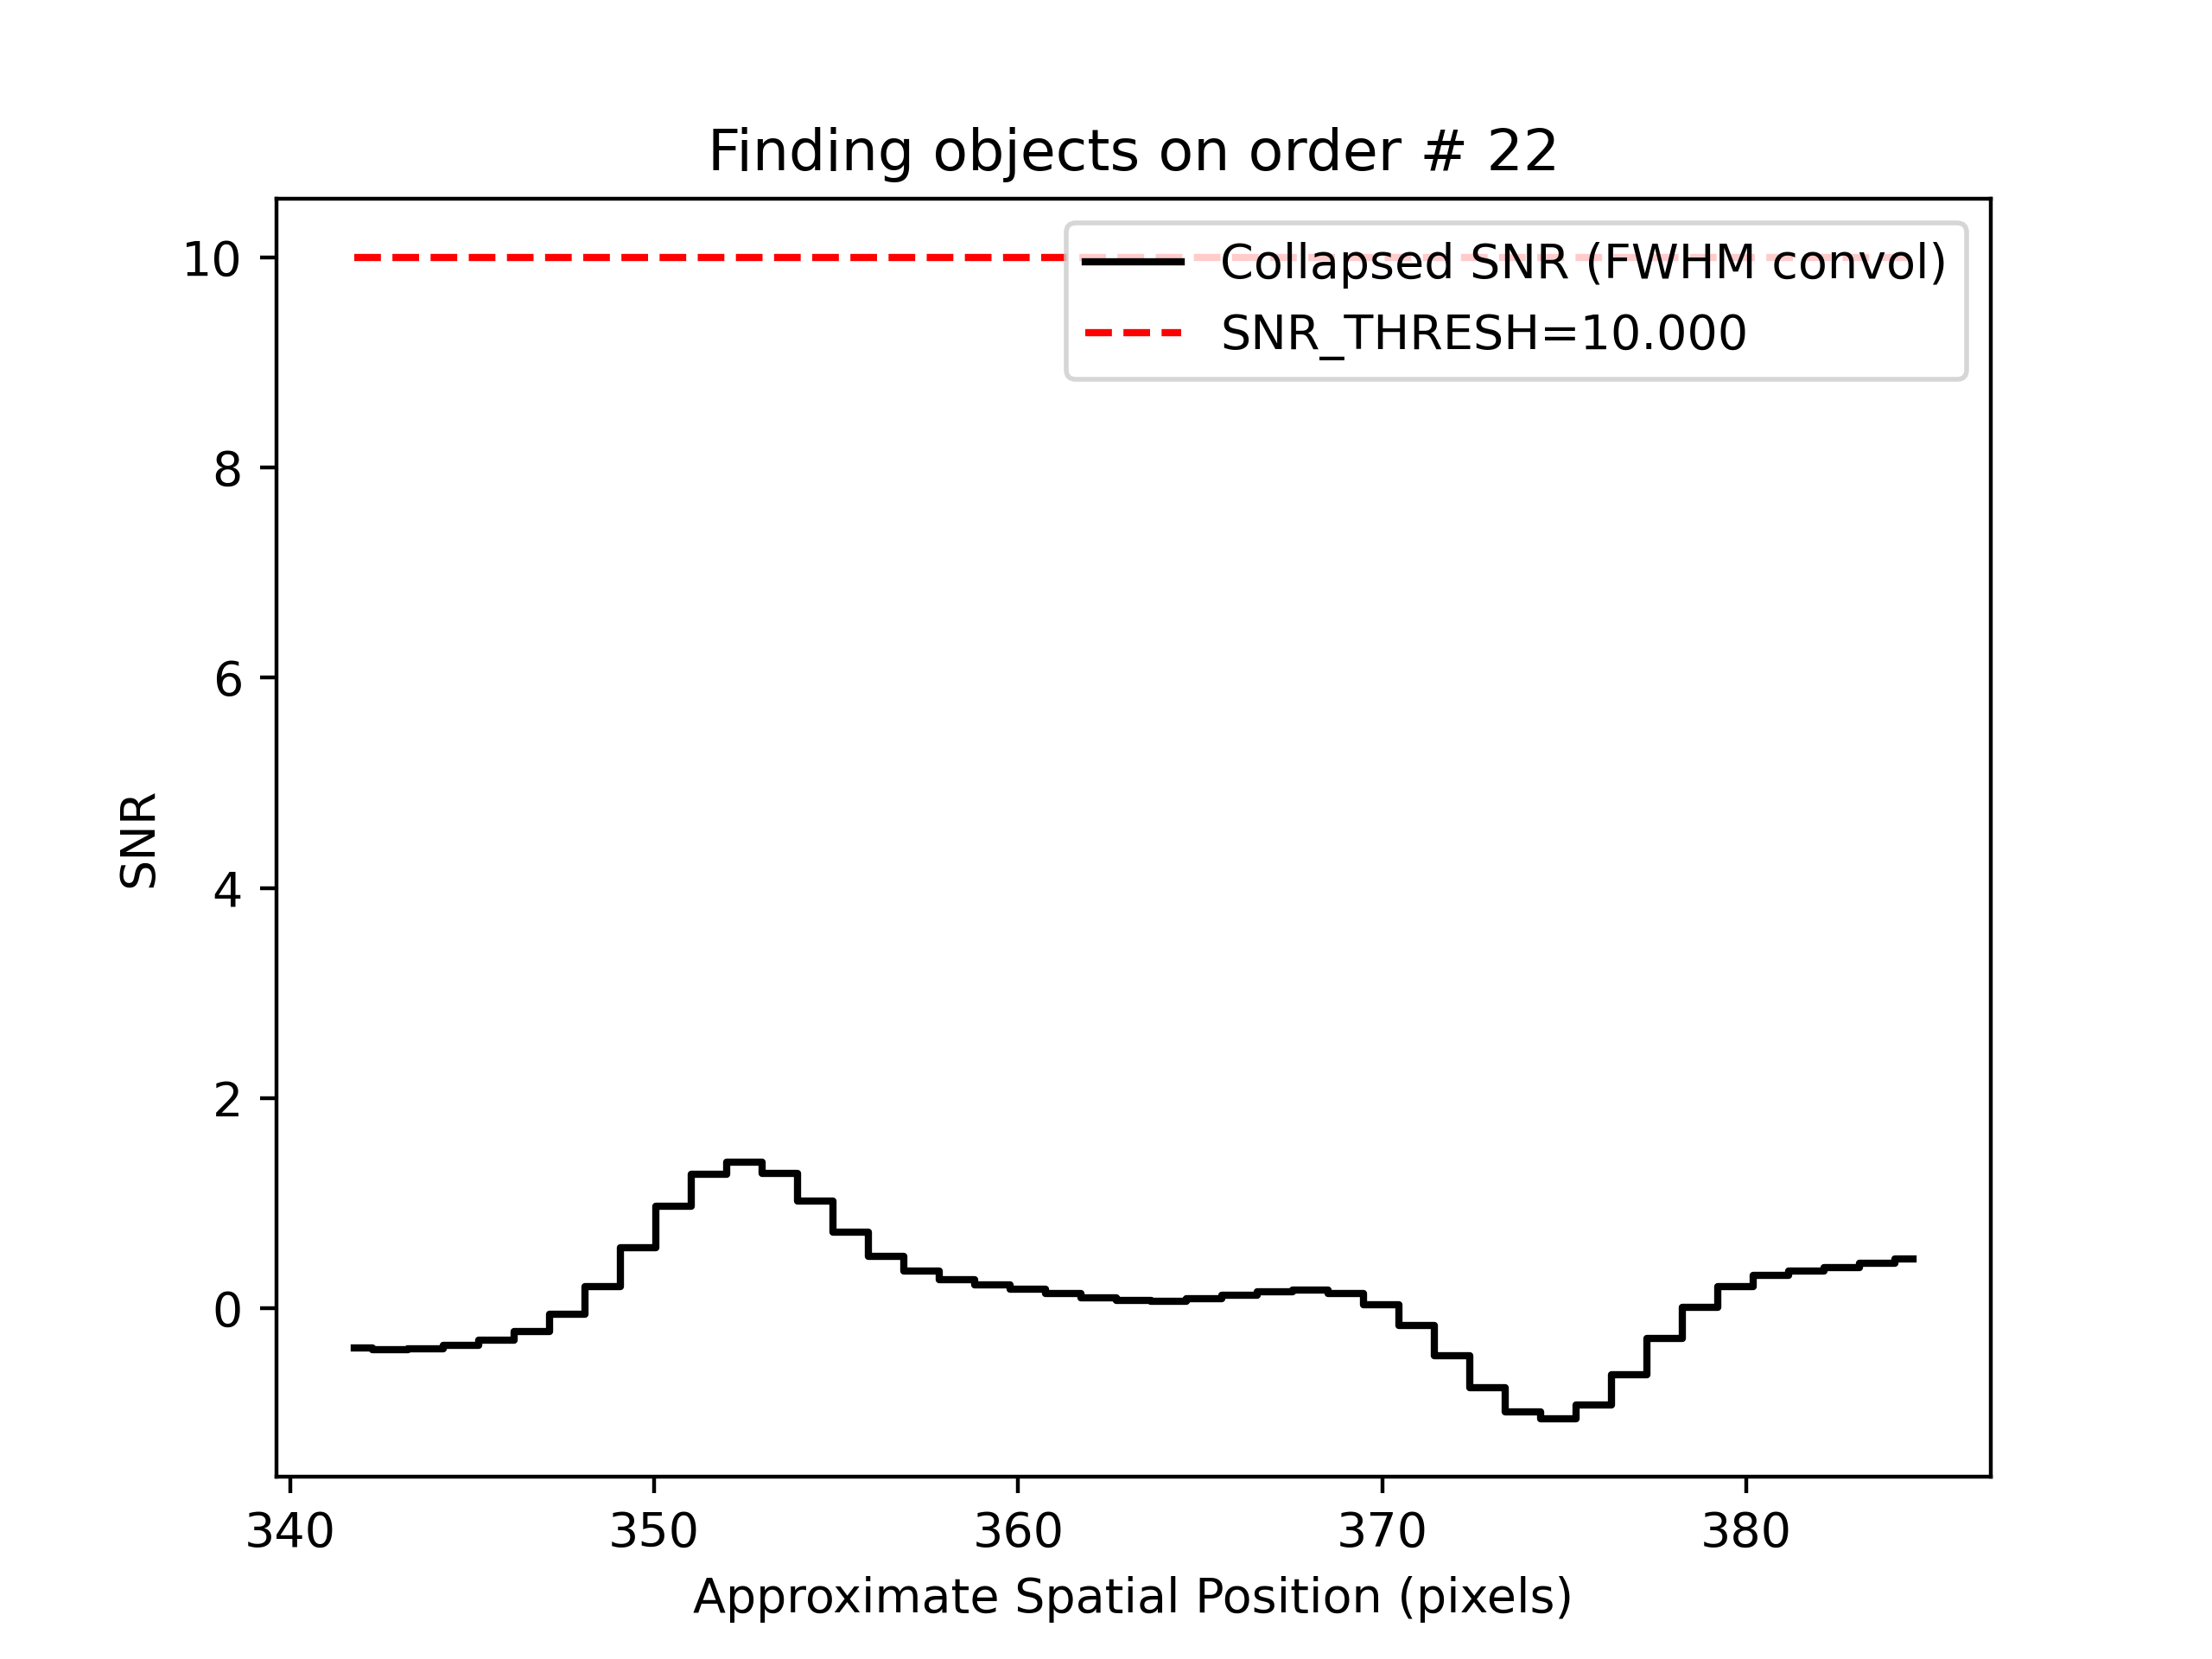 Finding objects on order # 22
Collapsed SNR (FWHM convol)
SNR_THRESH=10.000
10
8
6
4
2
0
SNR
340 350 360 370 380
Approximate Spatial Position (pixels)